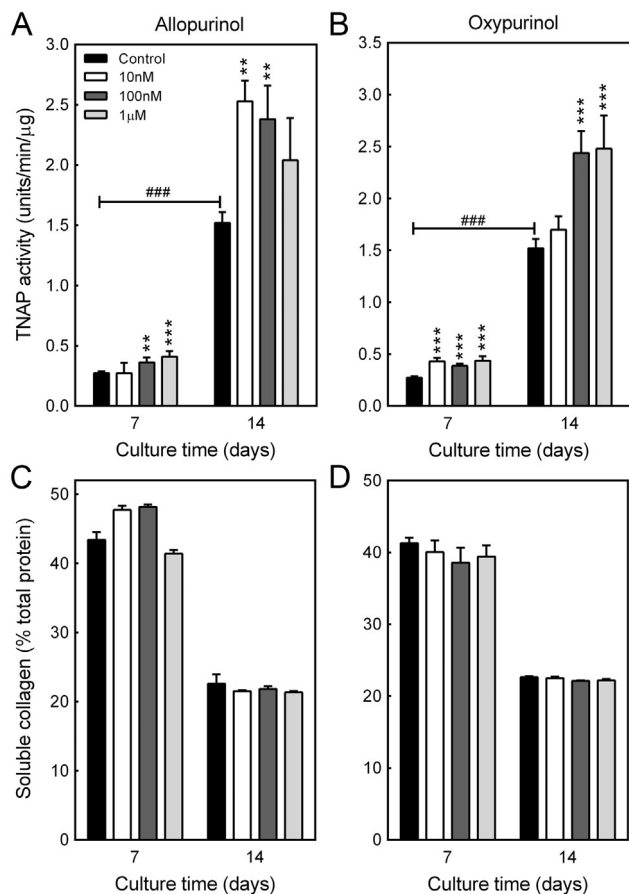 A
Allopurinol
B
Oxypurinol
TNAP activity (units/min/μg)
3.0
2.5
2.0
1.5
1.0
0.5
0.0
Control
10nM
100nM
1μM
###
**
***
**
**
7
14
Culture time (days)
3.5
3.0
2.5
2.0
1.5
1.0
0.5
0.0
###
***
***
***
***
***
7
14
Culture time (days)
C
Soluble collagen (% total protein)
50
40
30
20
10
0
7
14
Culture time (days)
D
50
40
30
20
10
0
7
14
Culture time (days)